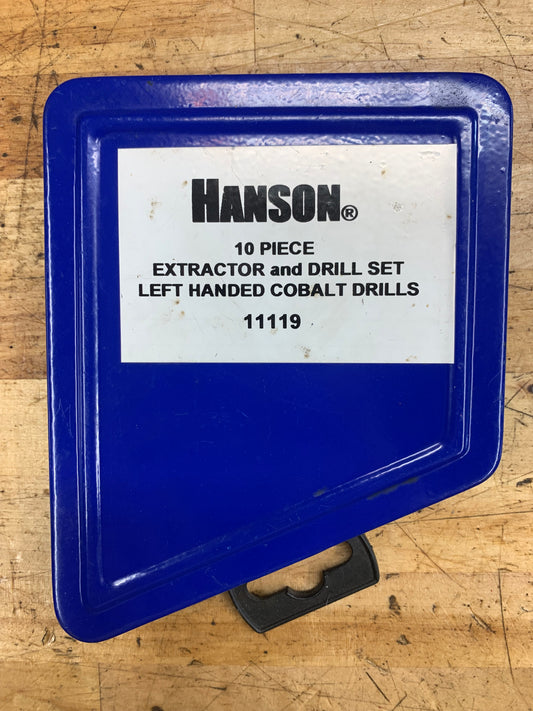 HANSON®
10 PIECE
EXTRACTOR and DRILL SET
LEFT HANDED COBALT DRILLS
11119